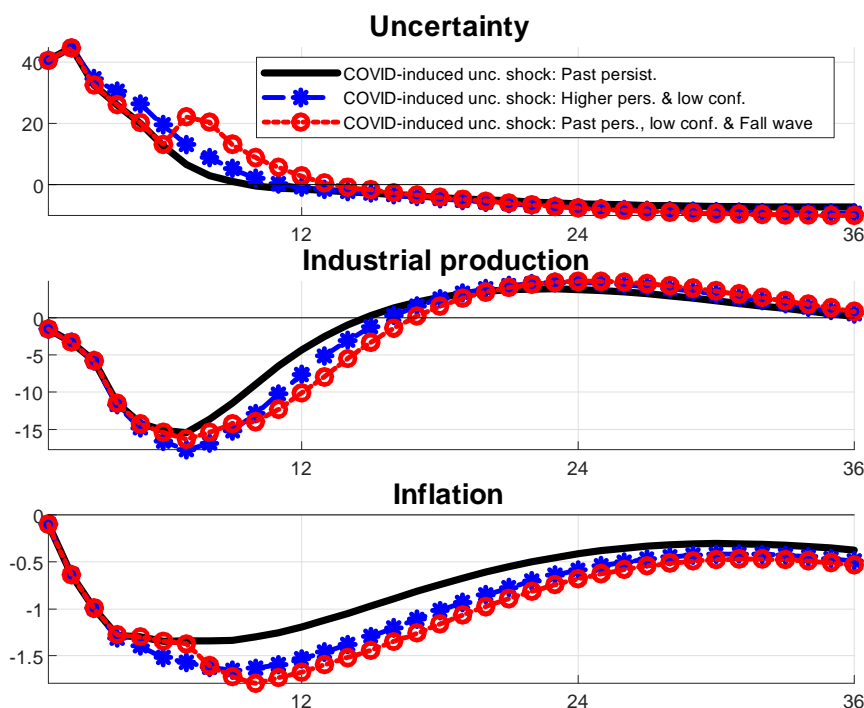 Uncertainty
40
20
0
COVID-induced unc. shock: Past persist.
COVID-induced unc. shock: Higher pers. & low conf.
COVID-induced unc. shock: Past pers., low conf. & Fall wave
12 24 36
Industrial production
0
-5
-10
-15
12 24 36
Inflation
0
-0.5
-1
-1.5
12 24 36